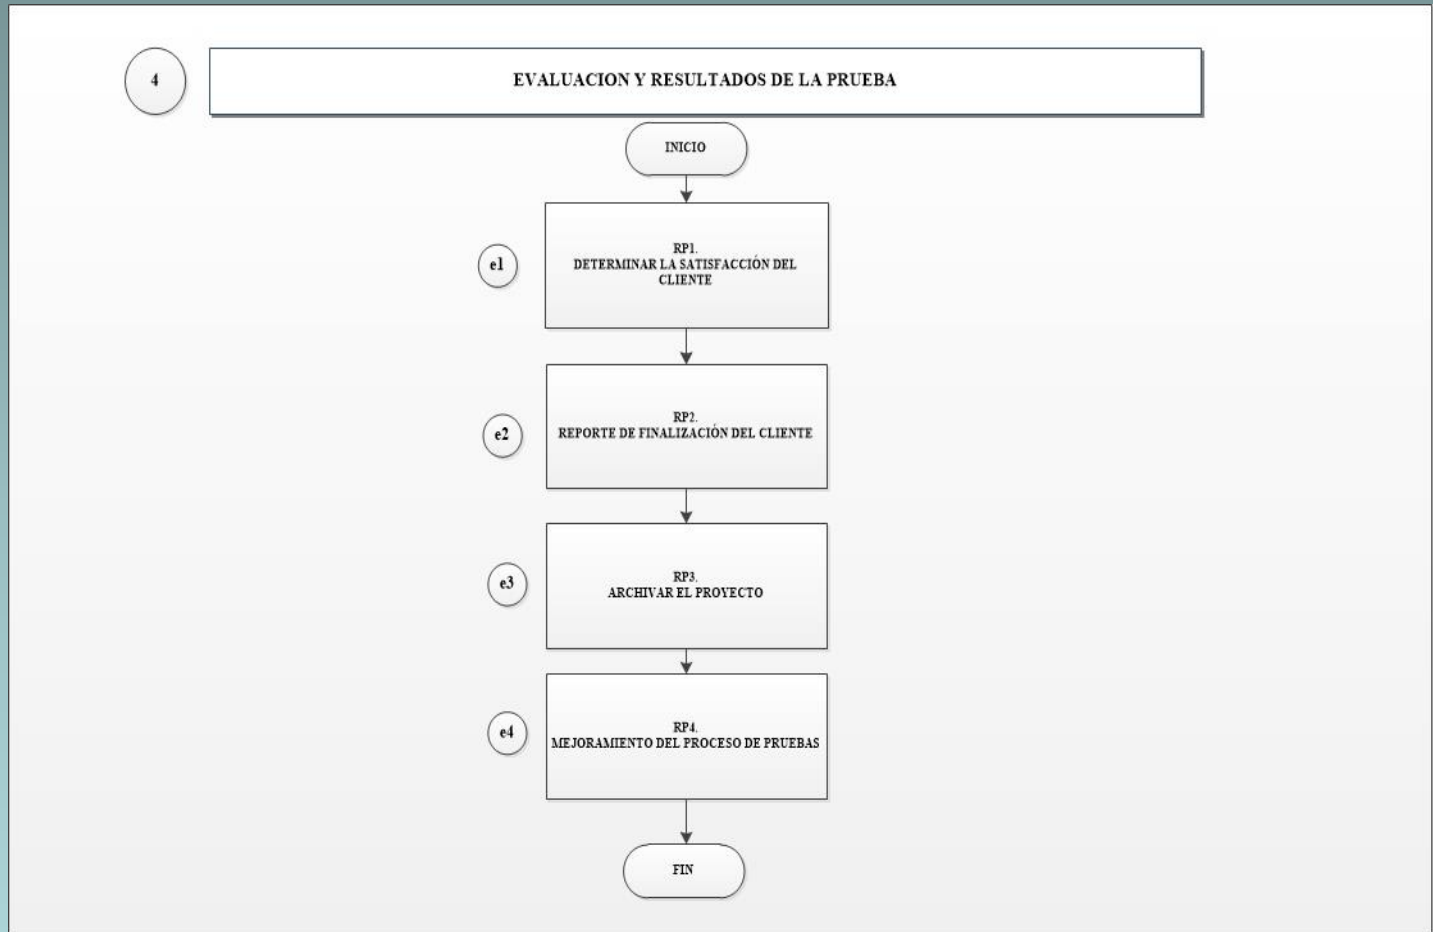 4
EVALUACION Y RESULTADOS DE LA PRUEBA
INICIO
e1
RP1.
DETERMINAR LA SATISFACCIÓN DEL
CLIENTE
e2
RP2.
REPORTE DE FINALIZACIÓN DEL CLIENTE
e3
RP3.
ARCHIVAR EL PROYECTO
e4
RP4.
MEJORAMIENTO DEL PROCESO DE PRUEBAS
FIN